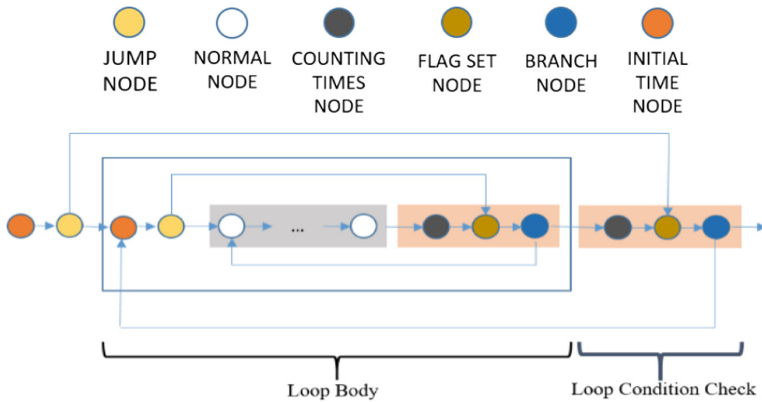 JUMP
NODE
NORMAL
NODE
COUNTING
TIMES
NODE
FLAG SET
NODE
BRANCH
NODE
INITIAL
TIME
NODE
...
Loop Body
Loop Condition Check